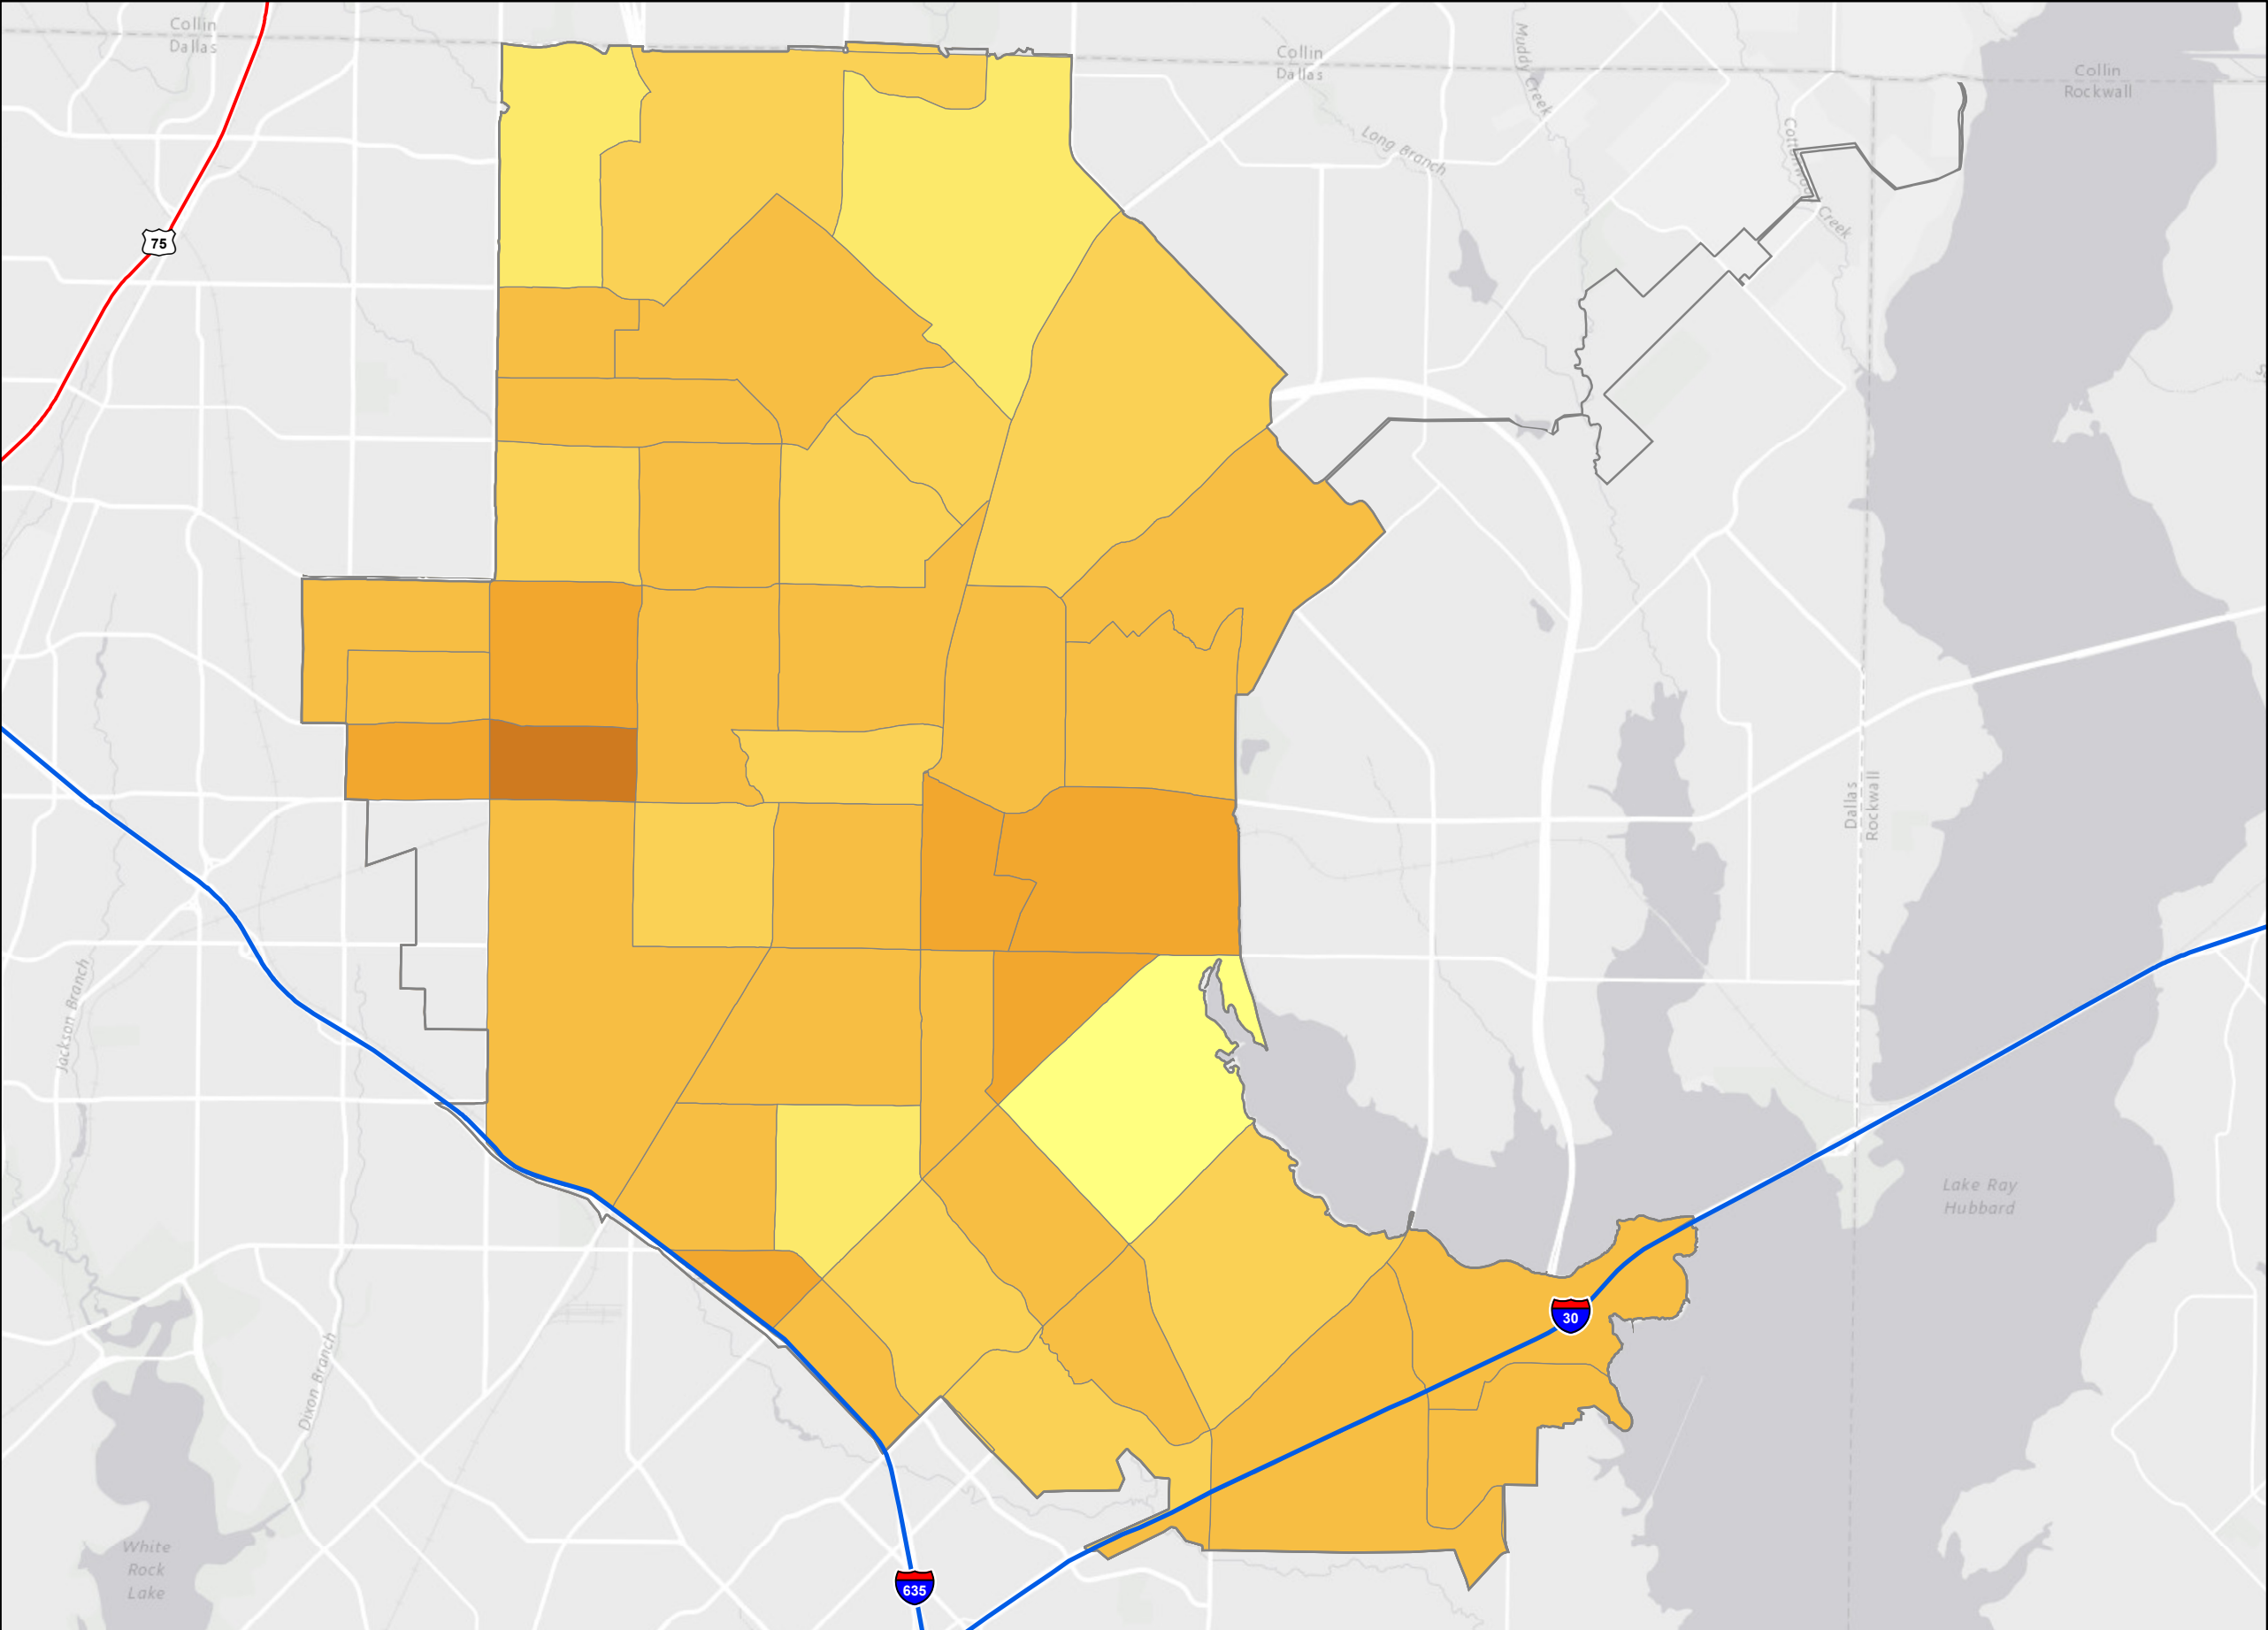 Collin
Dallas
Collin
Dallas
Muddy Creek
Collin
Rockwall
Long Branch
Cottonwood
Creek
75
Dallas
Rockwall
Jackson Branch
Lake Ray
Hubbard
30
Dixon Branch
White
Rock
Lake
635